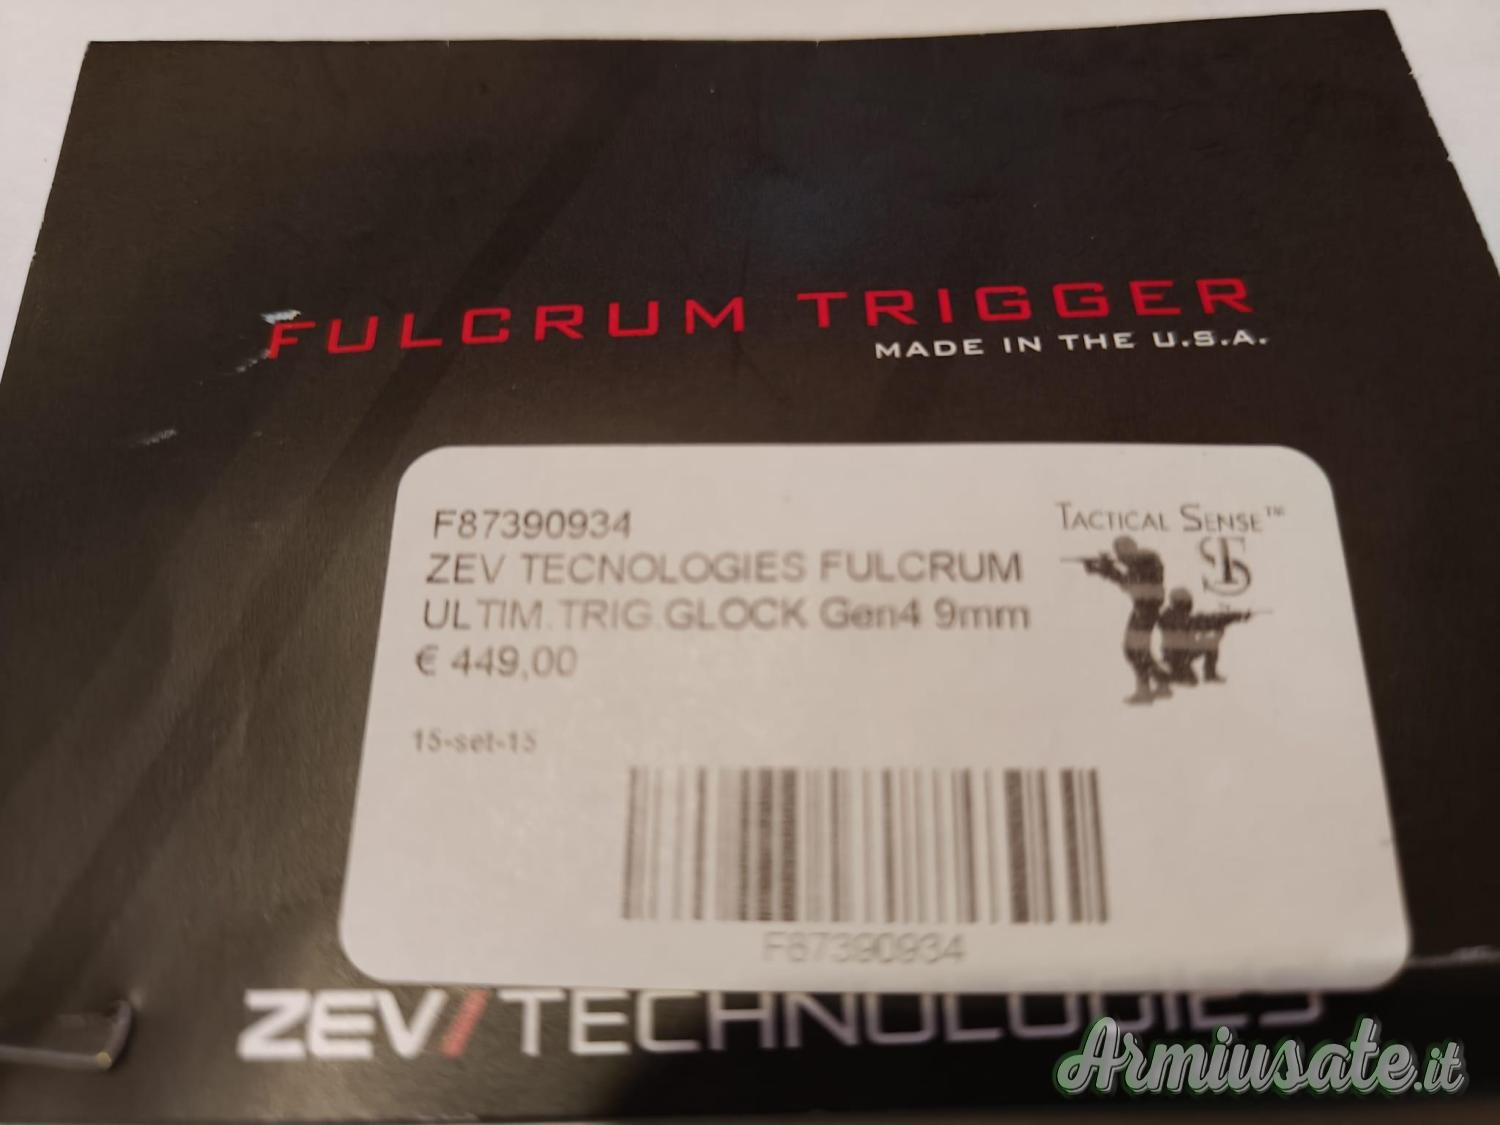 FULCRUM TRIGGER
MADE IN THE U.S.A.
F87390934
ZEV TECNOLOGIES FULCRUM
ULTIM.TRIG.GLOCK Gen4 9mm
€ 449,00
15-set-15
TACTICAL SENSE™
TS
F87390934
ZEV/TECHNOLOGIES
Armiusate.it